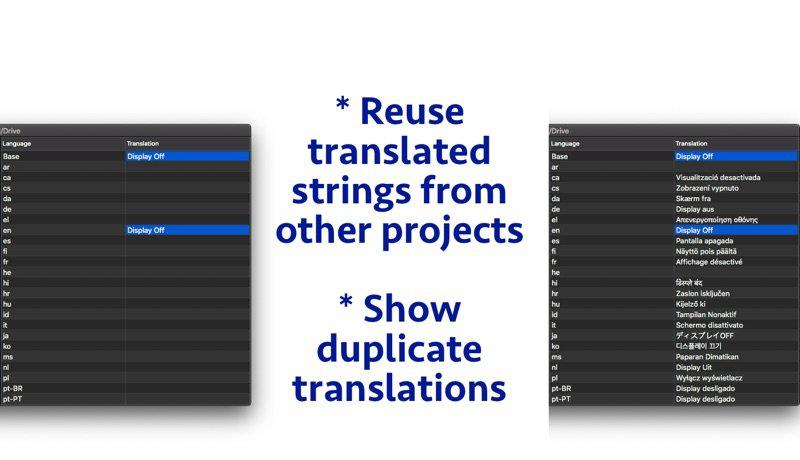 /Drive
Language Translation
Base Display Off
ar
ca
cs
da
de
el
en Display Off
es
fi
fr
he
hi
hr
hu
id
it
ja
ko
ms
nl
pl
pt-BR
pt-PT
* Reuse
translated
strings from
other projects
* Show
duplicate
translations
/Drive
Language Translation
Base Display Off
ar
ca Visualització desactivada
cs Zobrazení vypnuto
da Skærm fra
de Display aus
el Απενεργοποίηση οθόνης
en Display Off
es Pantalla apagada
fi Näyttö pois päältä
fr Affichage désactivé
he
hi डिस्प्ले बंद
hr Zaslon isključen
hu Kijelző ki
id Tampilan Nonaktif
it Schermo disattivato
ja ディスプレイOFF
ko 디스플레이 끄기
ms Paparan Dimatikan
nl Display Uit
pl Wyłącz wyświetlacz
pt-BR Display desligado
pt-PT Display desligado